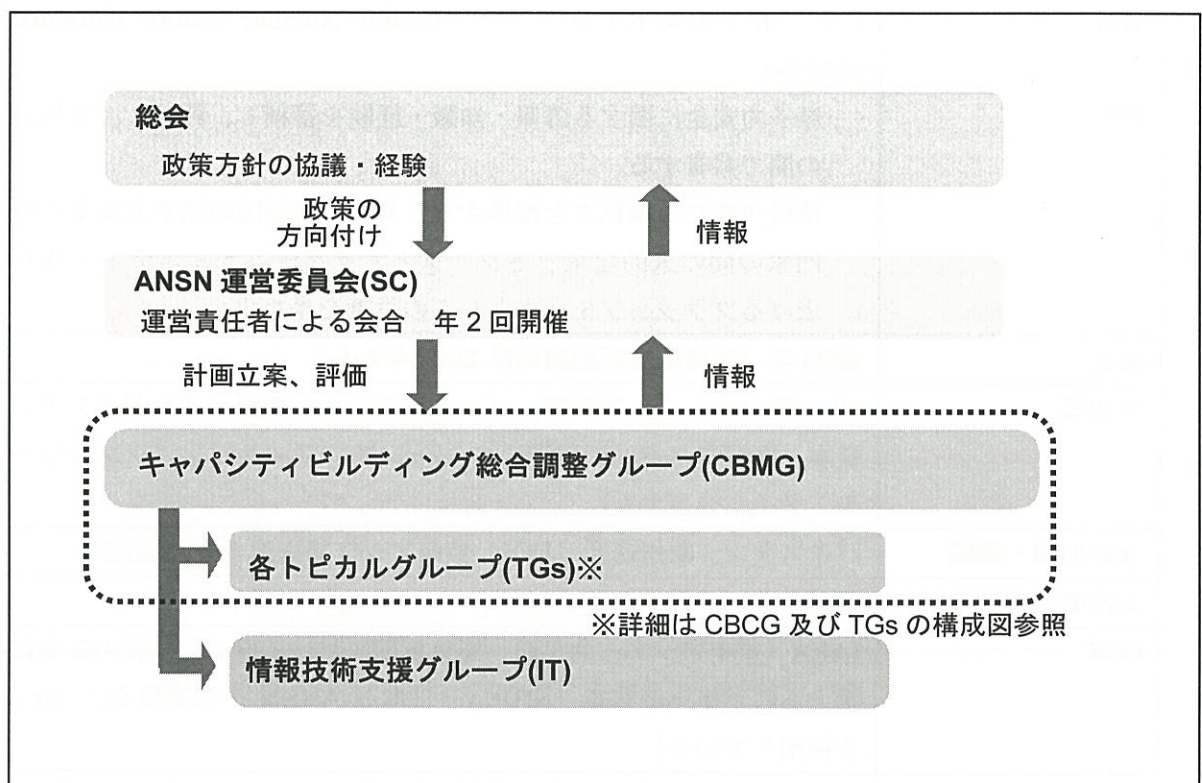 総会
政策方針の協議・経験
政策の
方向付け
情報
ANSN 運営委員会(SC)
運営責任者による会合　年 2 回開催
計画立案、評価
情報
キャパシティビルディング総合調整グループ(CBMG)
各トピカルグループ(TGs)※
※詳細は CBCG 及び TGs の構成図参照
情報技術支援グループ(IT)